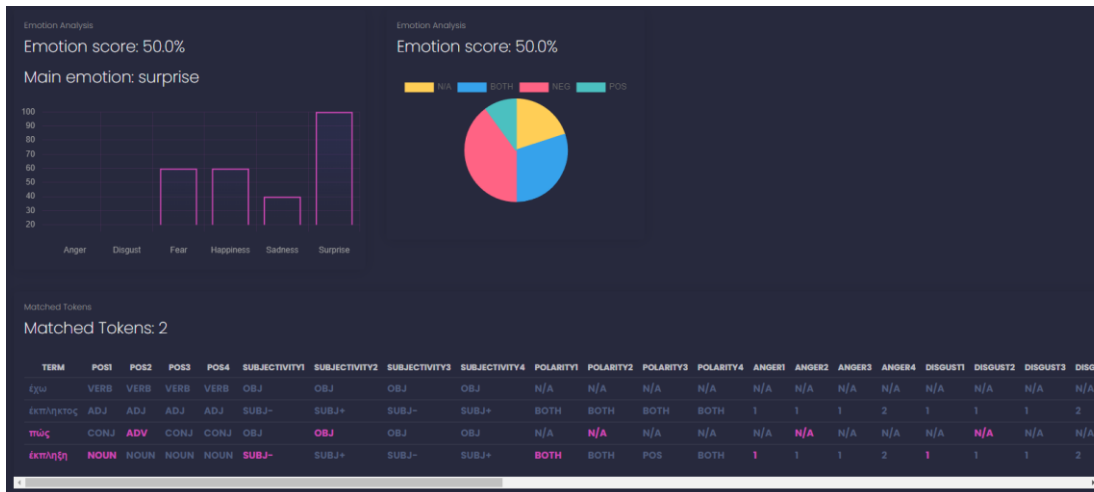 Emotion Analysis
Emotion score: 50.0%
Main emotion: surprise
100
90
80
70
60
50
40
30
20
Anger Disgust Fear Happiness Sadness Surprise
Emotion Analysis
Emotion score: 50.0%
N/A BOTH NEG POS
Matched Tokens
Matched Tokens: 2
TERM POS1 POS2 POS3 POS4 SUBJECTIVITY1 SUBJECTIVITY2 SUBJECTIVITY3 SUBJECTIVITY4 POLARITY1 POLARITY2 POLARITY3 POLARITY4 ANGER1 ANGER2 ANGER3 ANGER4 DISGUST1 DISGUST2 DISGUST3 DISG
έχω VERB VERB VERB VERB OBJ OBJ OBJ OBJ N/A N/A N/A N/A N/A N/A N/A N/A N/A N/A N/A N/A
έκπληκτος ADJ ADJ ADJ ADJ SUBJ- SUBJ+ SUBJ- SUBJ+ BOTH BOTH BOTH BOTH 1 1 1 2 1 1 1 2
πὼς CONJ ADV CONJ CONJ OBJ OBJ OBJ OBJ N/A N/A N/A N/A N/A N/A N/A N/A N/A N/A N/A N/A
έκπληξη NOUN NOUN NOUN NOUN SUBJ- SUBJ+ SUBJ- SUBJ+ BOTH BOTH POS BOTH 1 1 1 2 1 1 1 2